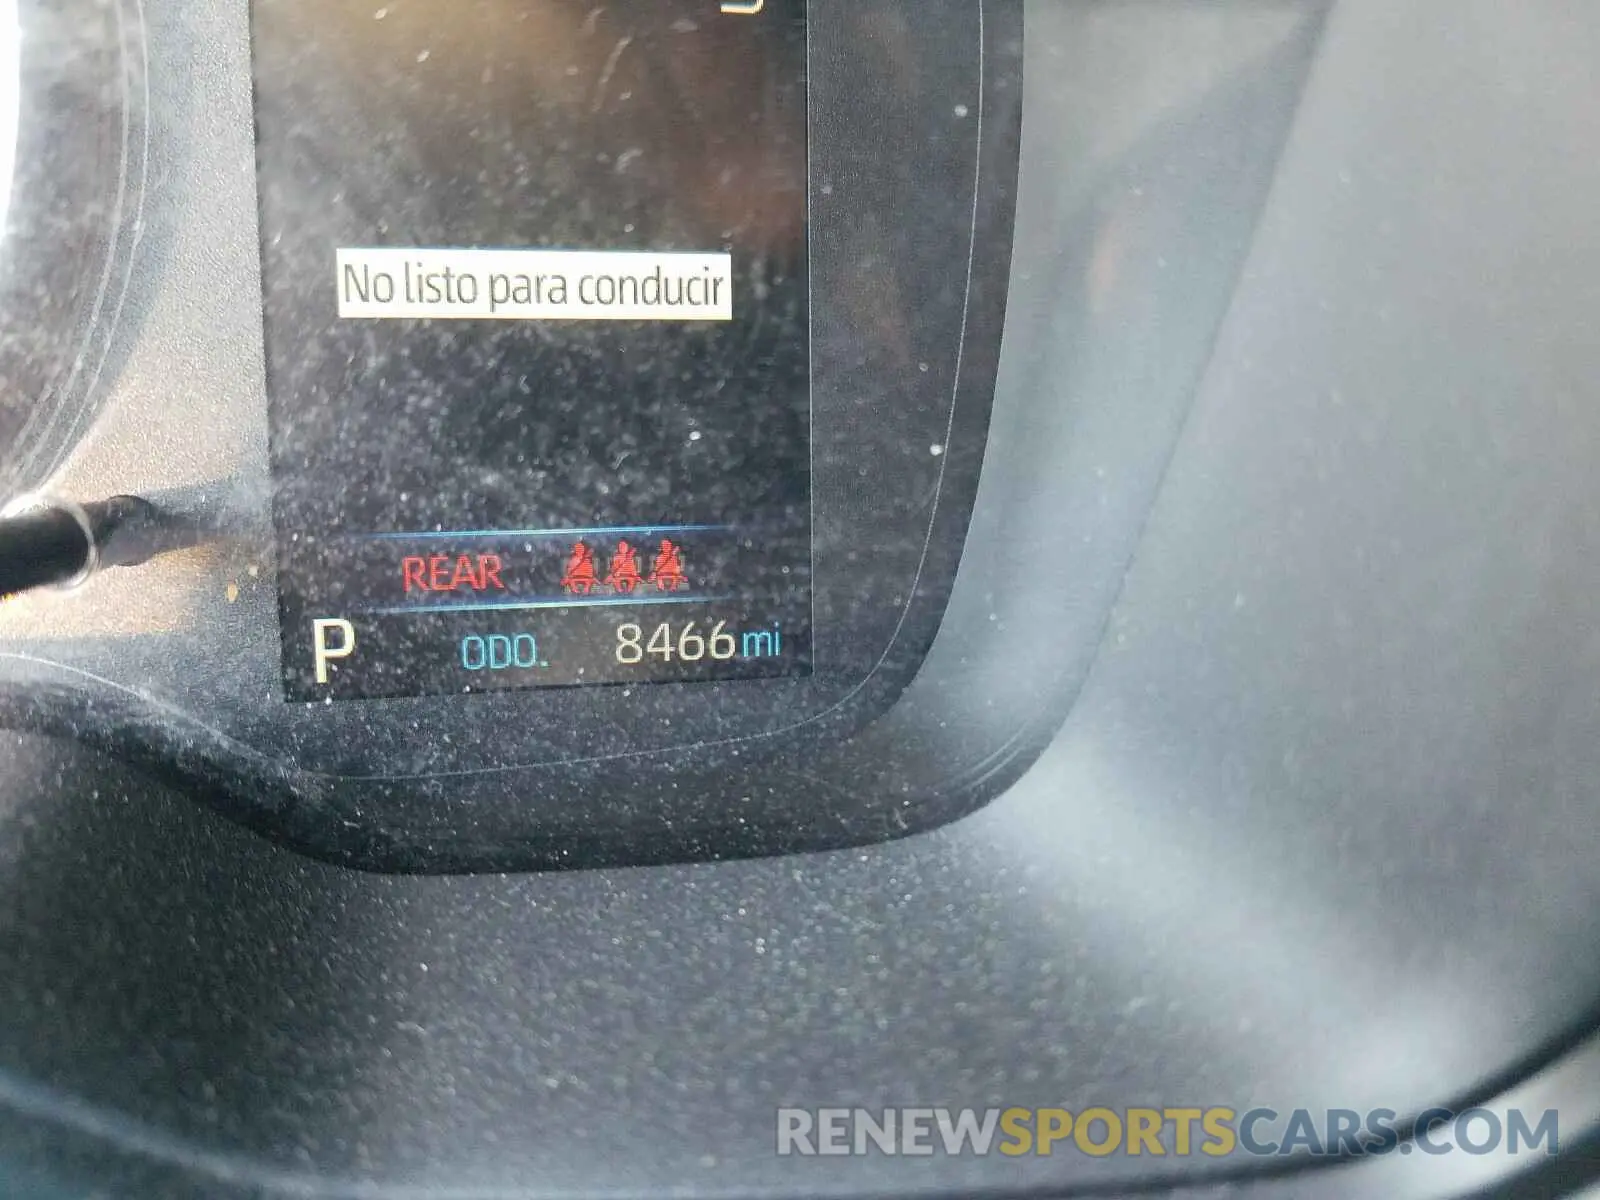 No listo para conducir
REAR
P ODO. 8466 mi
RENEWSPORTSCARS.COM